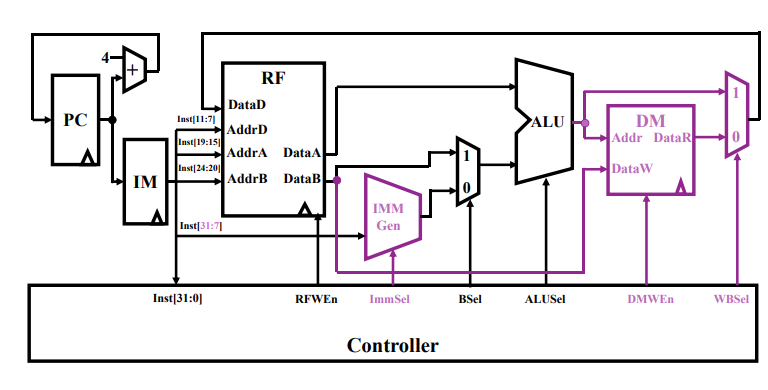 4
+
RF
PC
DataD
Inst[11:7]
AddrD
Inst[19:15]
AddrA
DataA
Inst[24:20]
AddrB
DataB
IM
Inst[31:7]
IMM
Gen
1
0
ALU
DM
Addr
DataR
DataW
1
0
Inst[31:0]
RFWEn
ImmSel
BSel
ALUSel
DMWEn
WBSel
Controller